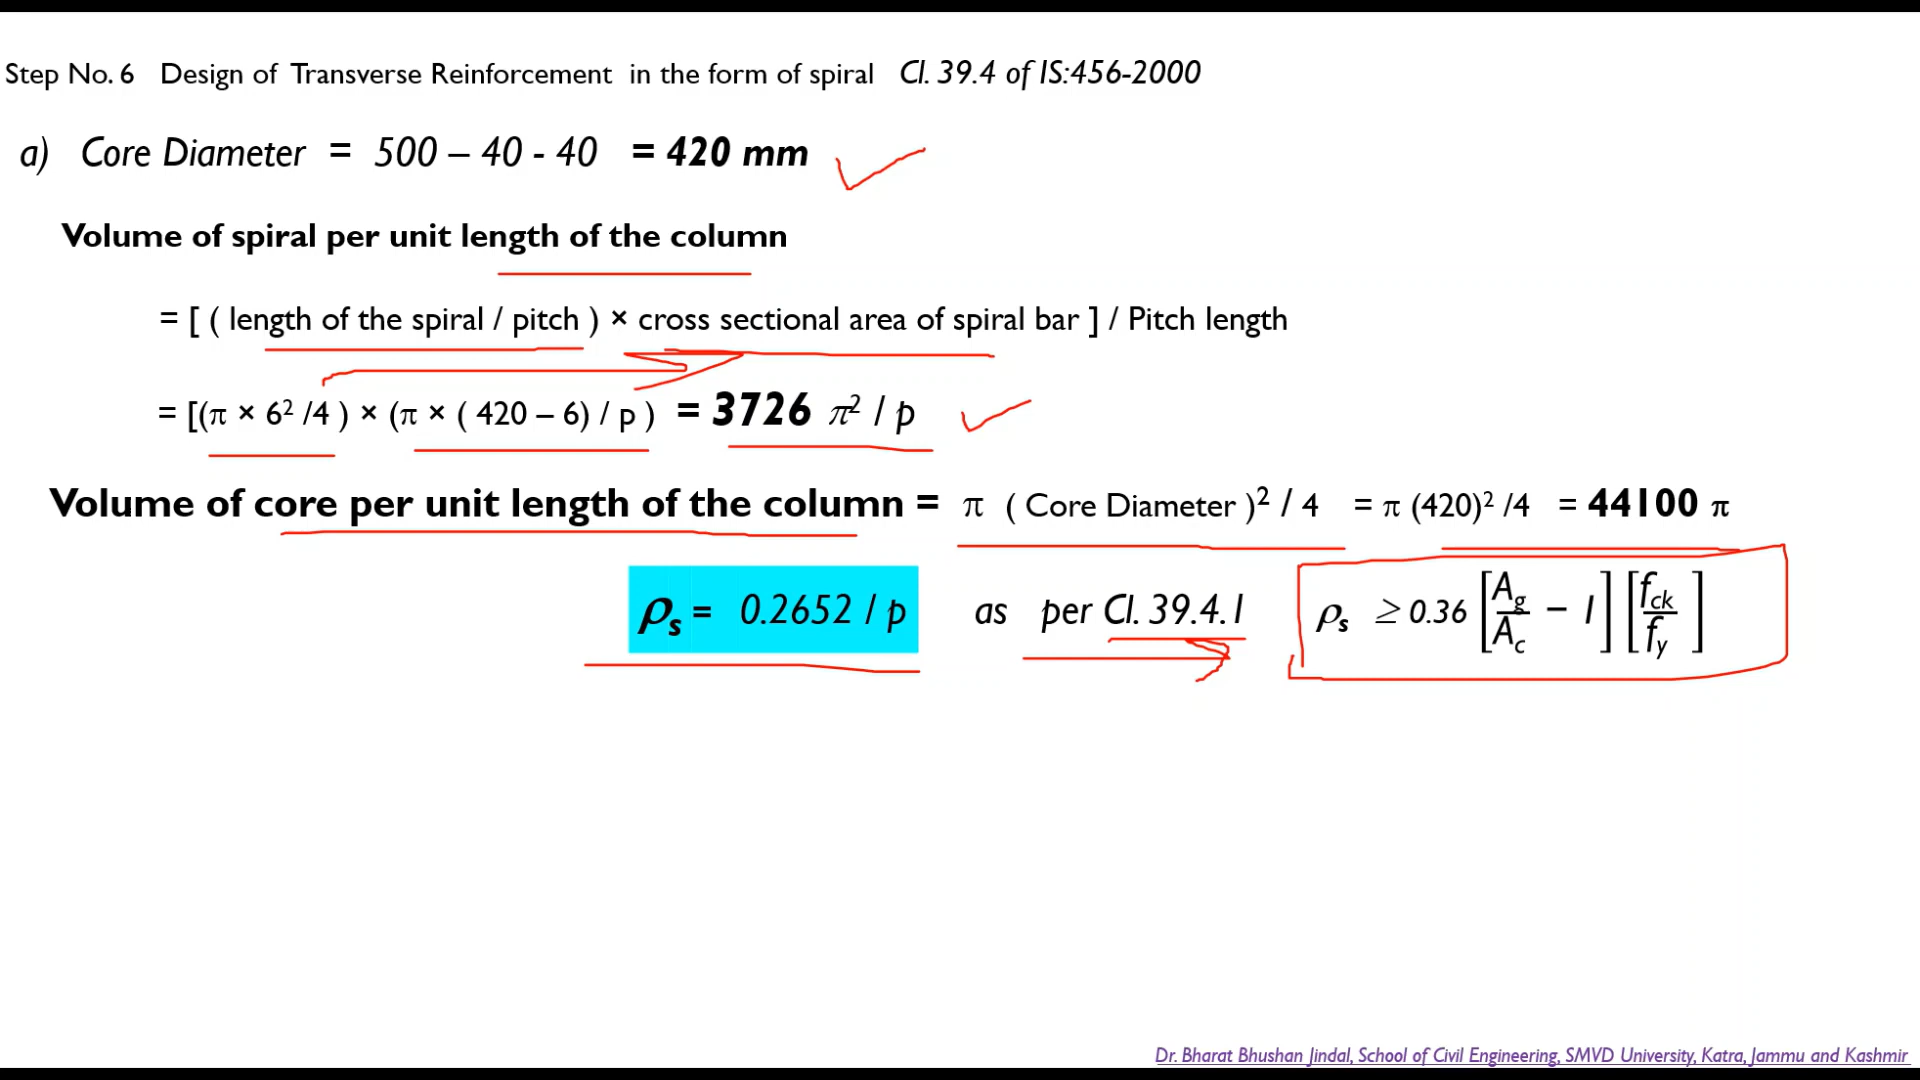 Step No. 6 Design of Transverse Reinforcement in the form of spiral Cl. 39.4 of IS:456-2000
a) Core Diameter = 500 – 40 - 40 = 420 mm
Volume of spiral per unit length of the column
= [ ( length of the spiral / pitch ) × cross sectional area of spiral bar ] / Pitch length
= [(π × 6² /4 ) × (π × ( 420 – 6) / p ) = 3726 π² / p
Volume of core per unit length of the column = π ( Core Diameter )² / 4 = π (420)² /4 = 44100 π
ρs = 0.2652 / p as per Cl. 39.4.1 ρs ≥ 0.36 [Ag/Ac − 1] [fck/fy]
Dr. Bharat Bhushan Jindal, School of Civil Engineering, SMVD University, Katra, Jammu and Kashmir